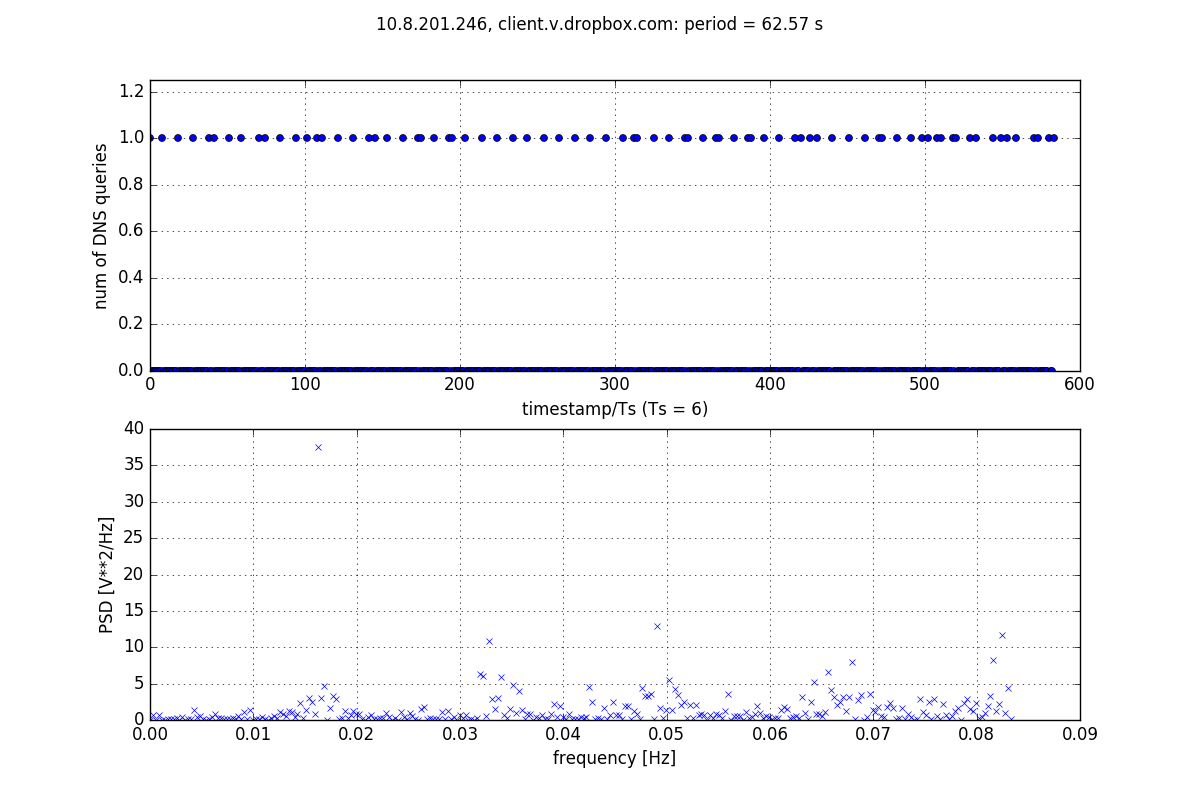 10.8.201.246, client.v.dropbox.com: period = 62.57 s
1.2
1.0
0.8
0.6
0.4
0.2
0.0
num of DNS queries
0 100 200 300 400 500 600
timestamp/Ts (Ts = 6)
40
35
30
25
20
15
10
5
0
PSD [V**2/Hz]
0.00 0.01 0.02 0.03 0.04 0.05 0.06 0.07 0.08 0.09
frequency [Hz]